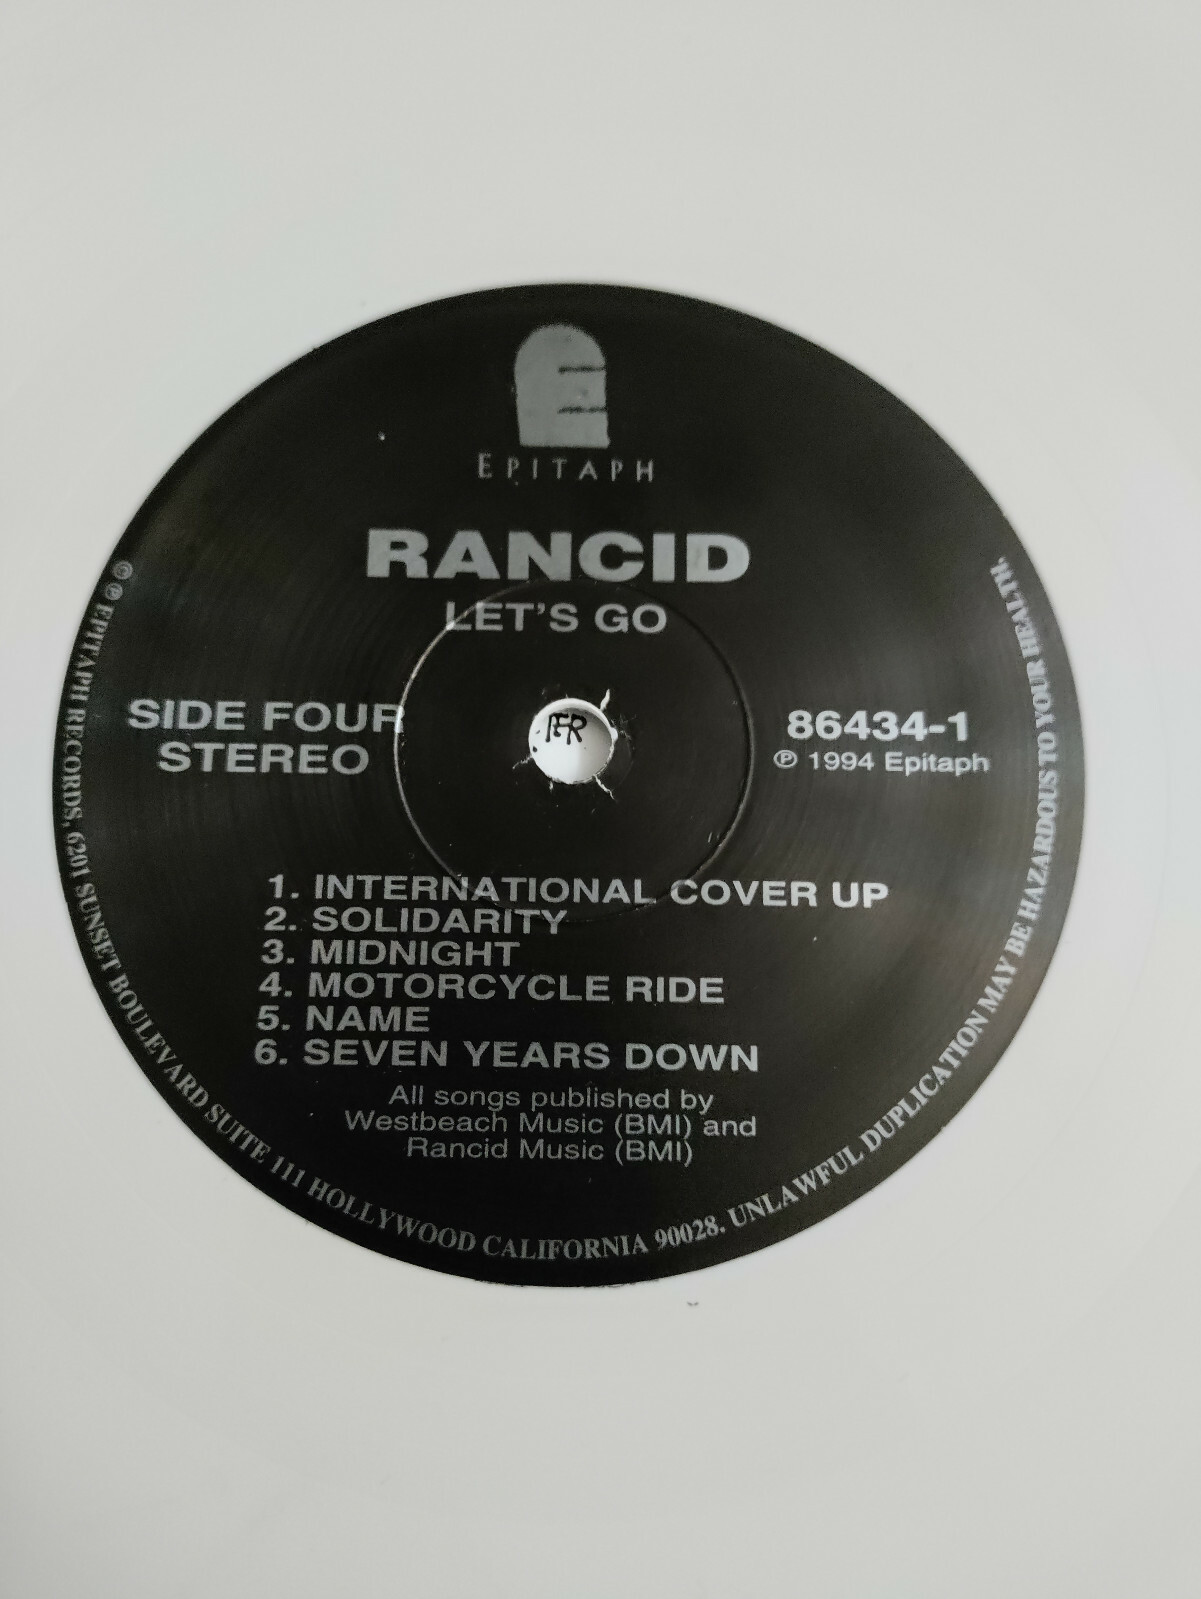 EPITAPH
RANCID
LET'S GO
SIDE FOUR
STEREO
86434-1
℗ 1994 Epitaph
1. INTERNATIONAL COVER UP
2. SOLIDARITY
3. MIDNIGHT
4. MOTORCYCLE RIDE
5. NAME
6. SEVEN YEARS DOWN
All songs published by
Westbeach Music (BMI) and
Rancid Music (BMI)
©℗ EPITAPH RECORDS, 6201 SUNSET BOULEVARD SUITE 111 HOLLYWOOD CALIFORNIA 90028. UNLAWFUL DUPLICATION MAY BE HAZARDOUS TO YOUR HEALTH.